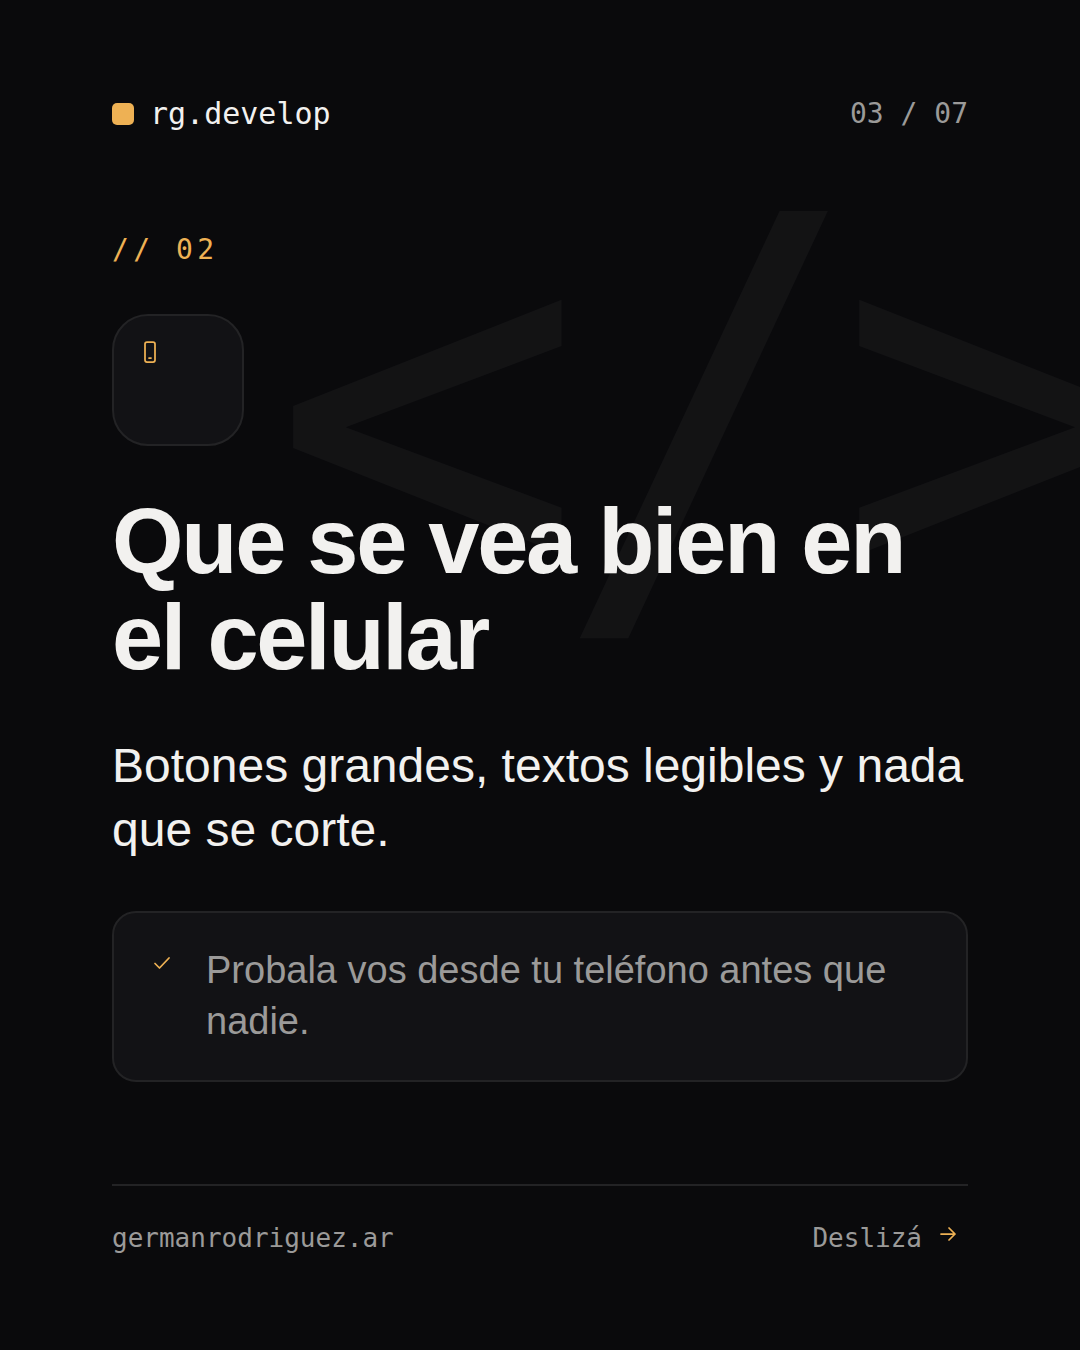 rg.develop
03 / 07
// 02
</>
Que se vea bien en
el celular
Botones grandes, textos legibles y nada
que se corte.
Probala vos desde tu teléfono antes que
nadie.
germanrodriguez.ar
Deslizá →